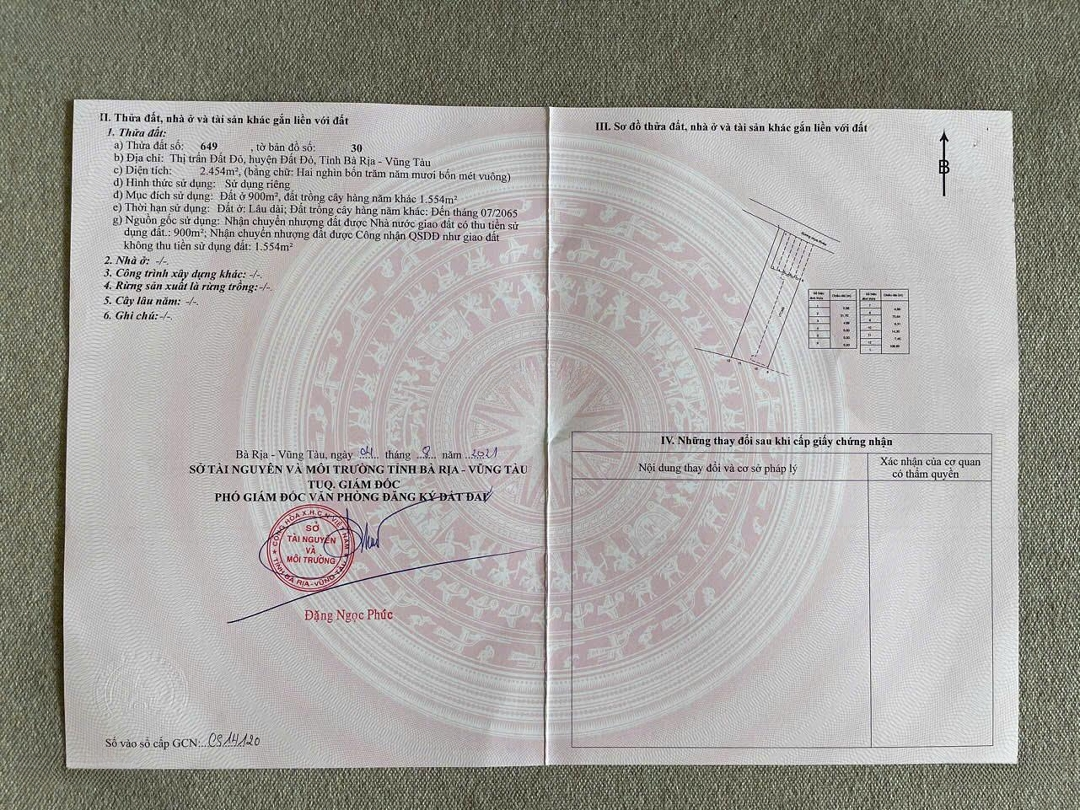 II. Thửa đất, nhà ở và tài sản khác gắn liền với đất
1. Thửa đất:
a) Thửa đất số: 649 , tờ bản đồ số: 30
b) Địa chỉ: Thị trấn Đất Đỏ, huyện Đất Đỏ, Tỉnh Bà Rịa - Vũng Tàu
c) Diện tích: 2.454m², (bằng chữ: Hai nghìn bốn trăm năm mươi bốn mét vuông)
d) Hình thức sử dụng: Sử dụng riêng
đ) Mục đích sử dụng: Đất ở 900m², đất trồng cây hàng năm khác 1.554m²
e) Thời hạn sử dụng: Đất ở: Lâu dài; Đất trồng cây hàng năm khác: Đến tháng 07/2065
g) Nguồn gốc sử dụng: Nhận chuyển nhượng đất được Nhà nước giao đất có thu tiền sử
dụng đất.: 900m²; Nhận chuyển nhượng đất được Công nhận QSDĐ như giao đất
không thu tiền sử dụng đất: 1.554m²
2. Nhà ở: -/-.
3. Công trình xây dựng khác: -/-.
4. Rừng sản xuất là rừng trồng:-/-.
5. Cây lâu năm: -/-.
6. Ghi chú:-/-.
Bà Rịa - Vũng Tàu, ngày 04 tháng 8 năm 2021
SỞ TÀI NGUYÊN VÀ MÔI TRƯỜNG TỈNH BÀ RỊA - VŨNG TÀU
TUQ. GIÁM ĐỐC
PHÓ GIÁM ĐỐC VĂN PHÒNG ĐĂNG KÝ ĐẤT ĐAI
CỘNG HÒA X.H.C.N VIỆT NAM
SỞ
TÀI NGUYÊN
VÀ
MÔI TRƯỜNG
TỈNH BÀ RỊA - VŨNG TÀU
Đặng Ngọc Phúc
Số vào sổ cấp GCN: CS14120
III. Sơ đồ thửa đất, nhà ở và tài sản khác gắn liền với đất
B
IV. Những thay đổi sau khi cấp giấy chứng nhận
Nội dung thay đổi và cơ sở pháp lý
Xác nhận của cơ quan
có thẩm quyền